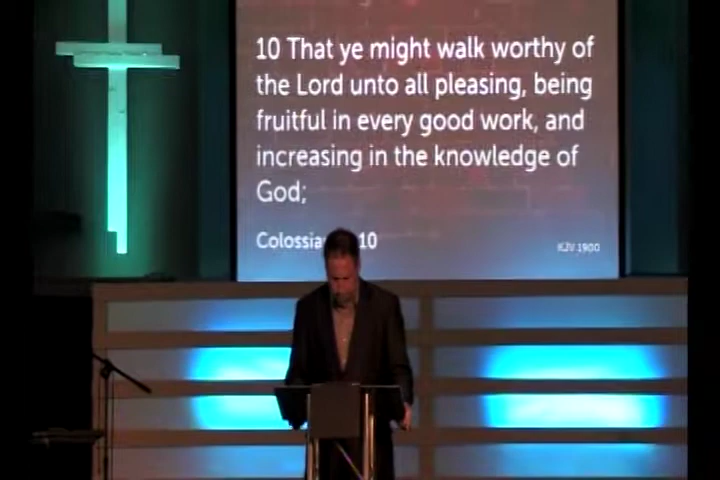 10 That ye might walk worthy of
the Lord unto all pleasing, being
fruitful in every good work, and
increasing in the knowledge of
God;
10
KJV 1900